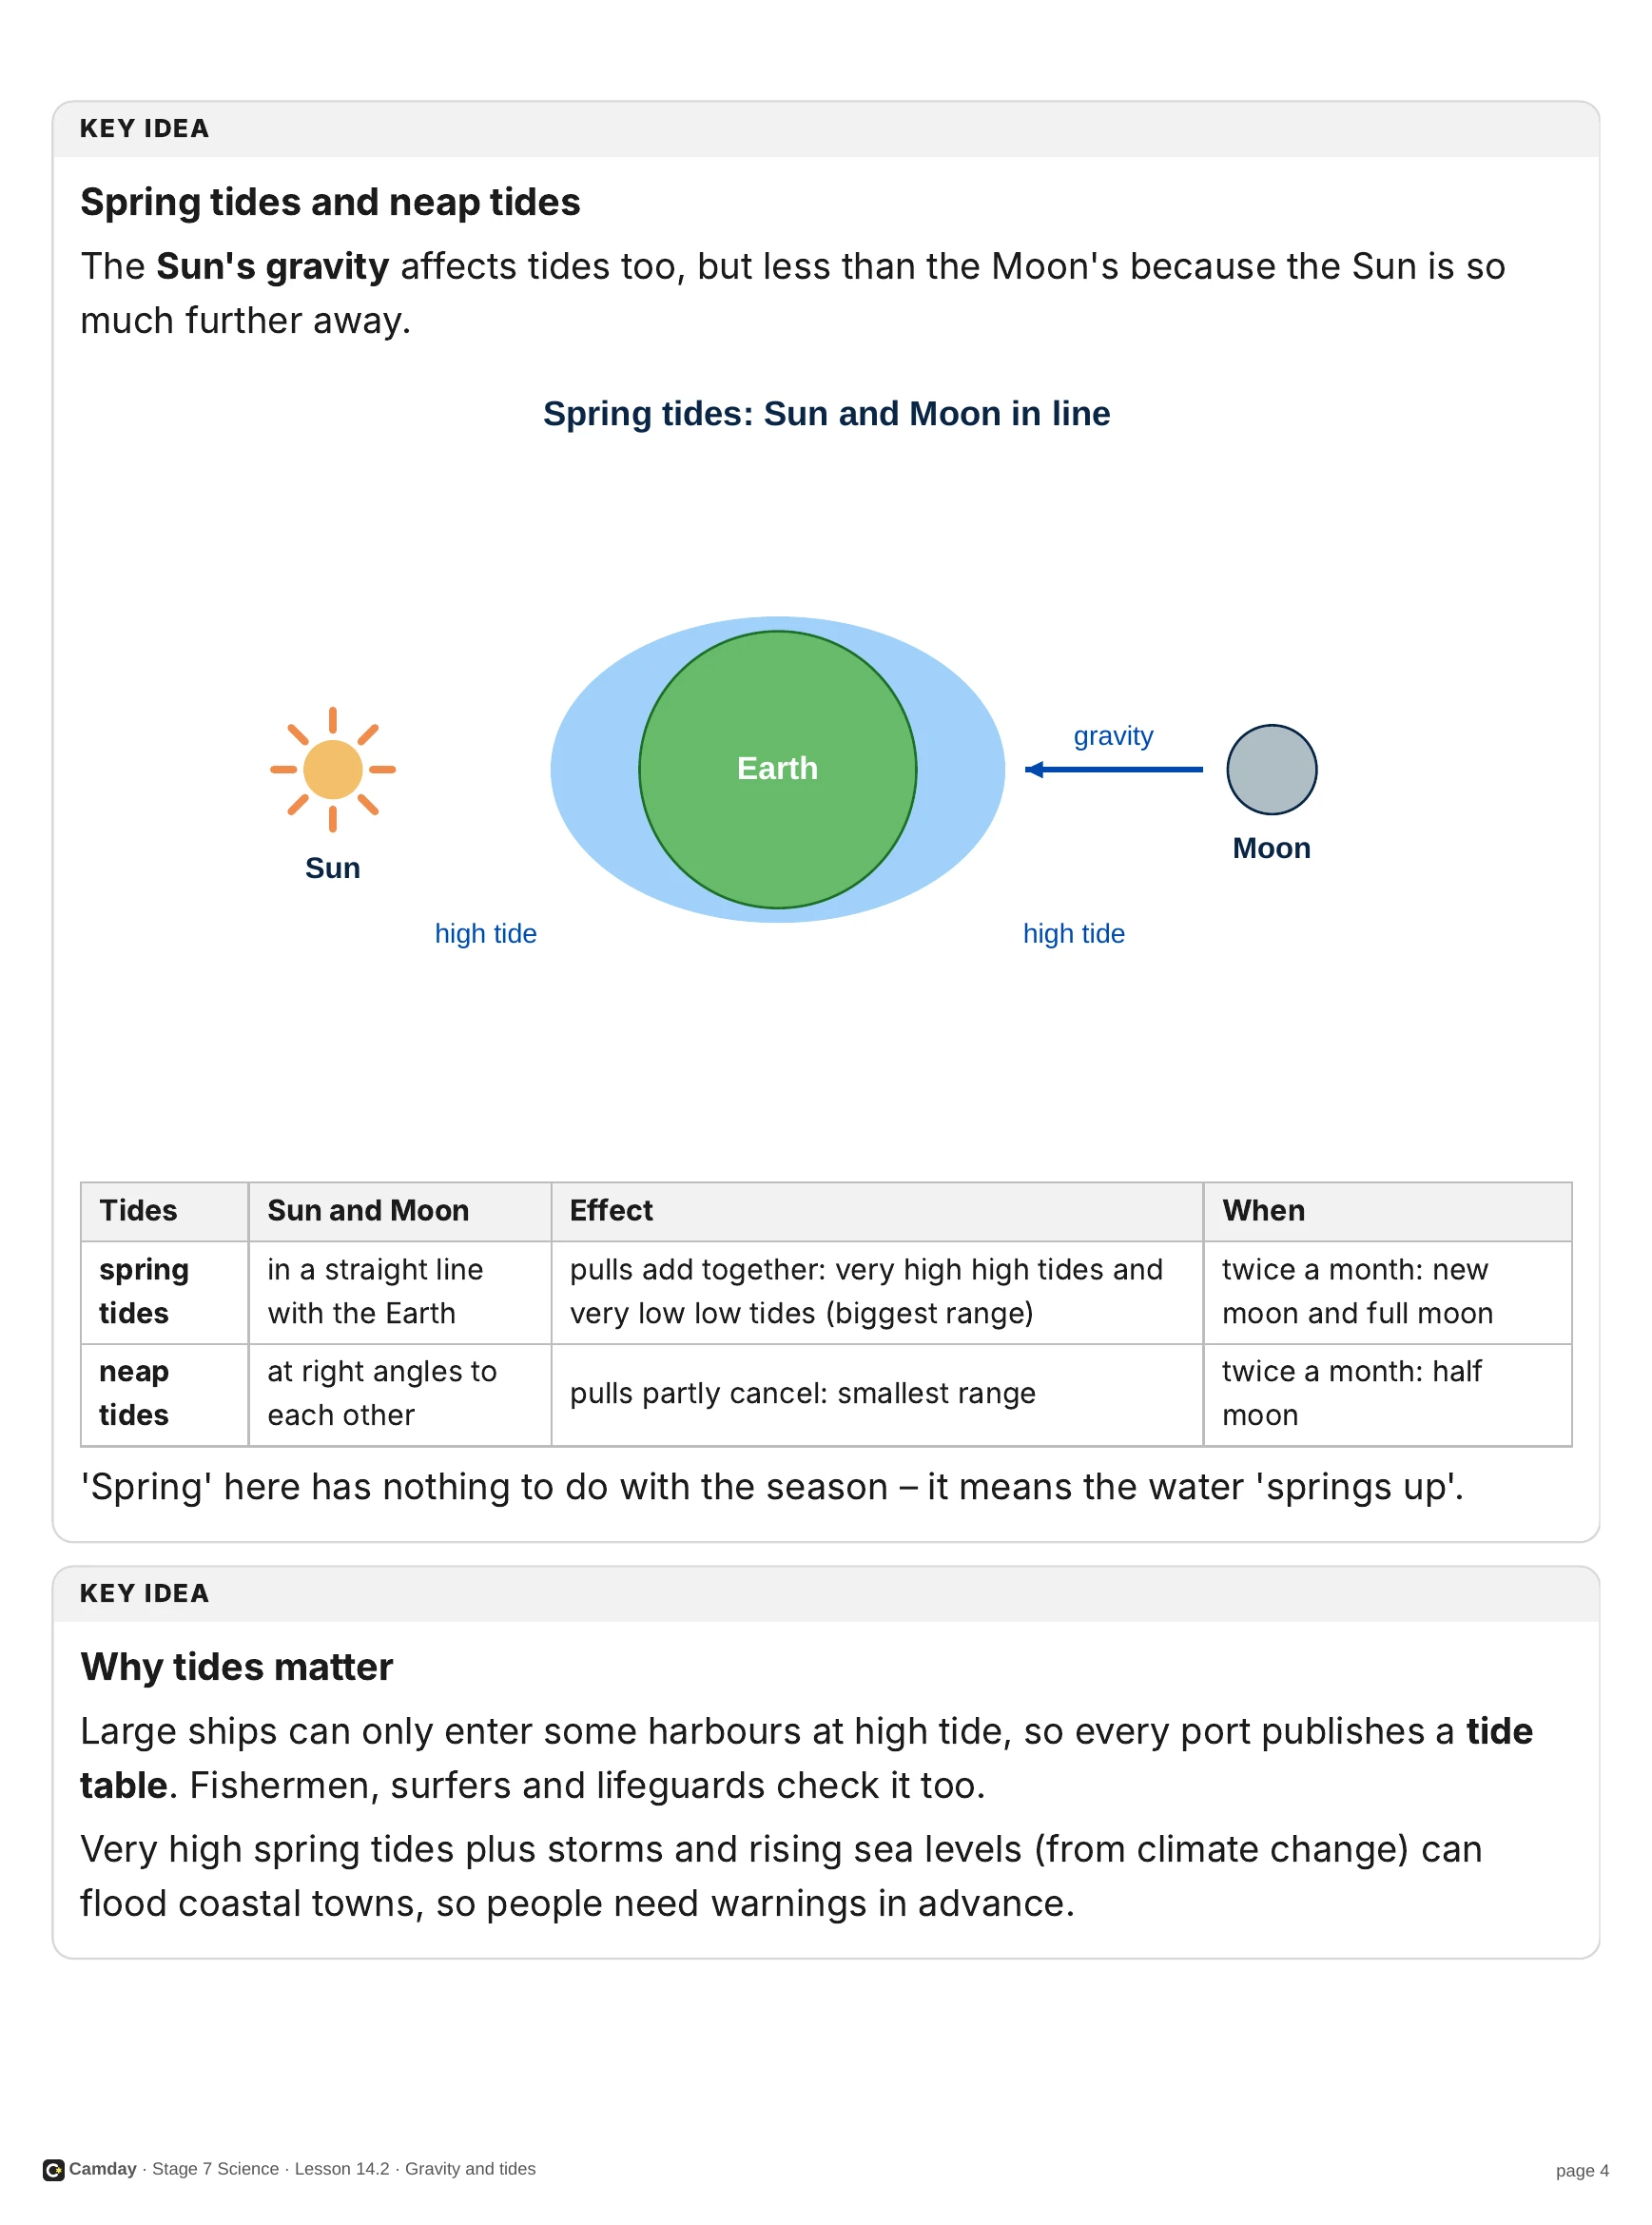 KEY IDEA
Spring tides and neap tides
The Sun's gravity affects tides too, but less than the Moon's because the Sun is so
much further away.
Spring tides: Sun and Moon in line
Earth
gravity
Sun
Moon
high tide
high tide
Tides
Sun and Moon
Effect
When
spring
tides
in a straight line
with the Earth
pulls add together: very high high tides and
very low low tides (biggest range)
twice a month: new
moon and full moon
neap
tides
at right angles to
each other
pulls partly cancel: smallest range
twice a month: half
moon
'Spring' here has nothing to do with the season – it means the water 'springs up'.
KEY IDEA
Why tides matter
Large ships can only enter some harbours at high tide, so every port publishes a tide
table. Fishermen, surfers and lifeguards check it too.
Very high spring tides plus storms and rising sea levels (from climate change) can
flood coastal towns, so people need warnings in advance.
Camday · Stage 7 Science · Lesson 14.2 · Gravity and tides
page 4